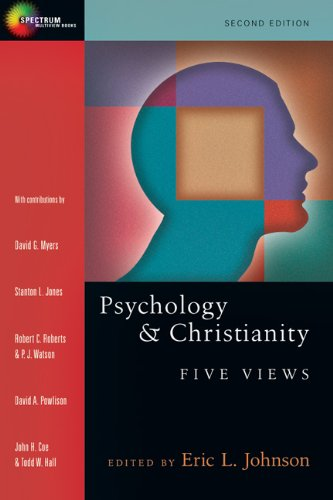 SPECTRUM
MULTIVIEW BOOKS
SECOND EDITION
With contributions by
David G. Myers
Stanton L. Jones
Robert C. Roberts
& P. J. Watson
David A. Powlison
John H. Coe
& Todd W. Hall
Psychology
& Christianity
FIVE VIEWS
EDITED BY Eric L. Johnson